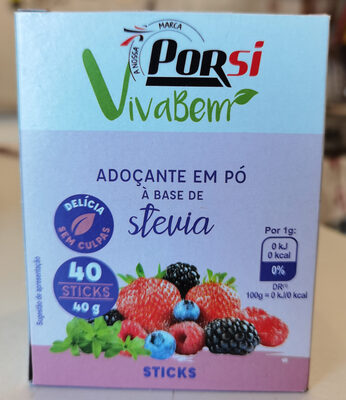 A NOSSA MARCA
PORSI
VIVABEM
ADOÇANTE EM PÓ
À BASE DE
stevia
DELÍCIA
SEM CULPAS
40
STICKS
40 g
Por 1g:
0 kJ
0 kcal
0%
DR(1)
100g = 0 kJ/0 kcal
Sugestão de apresentação
STICKS